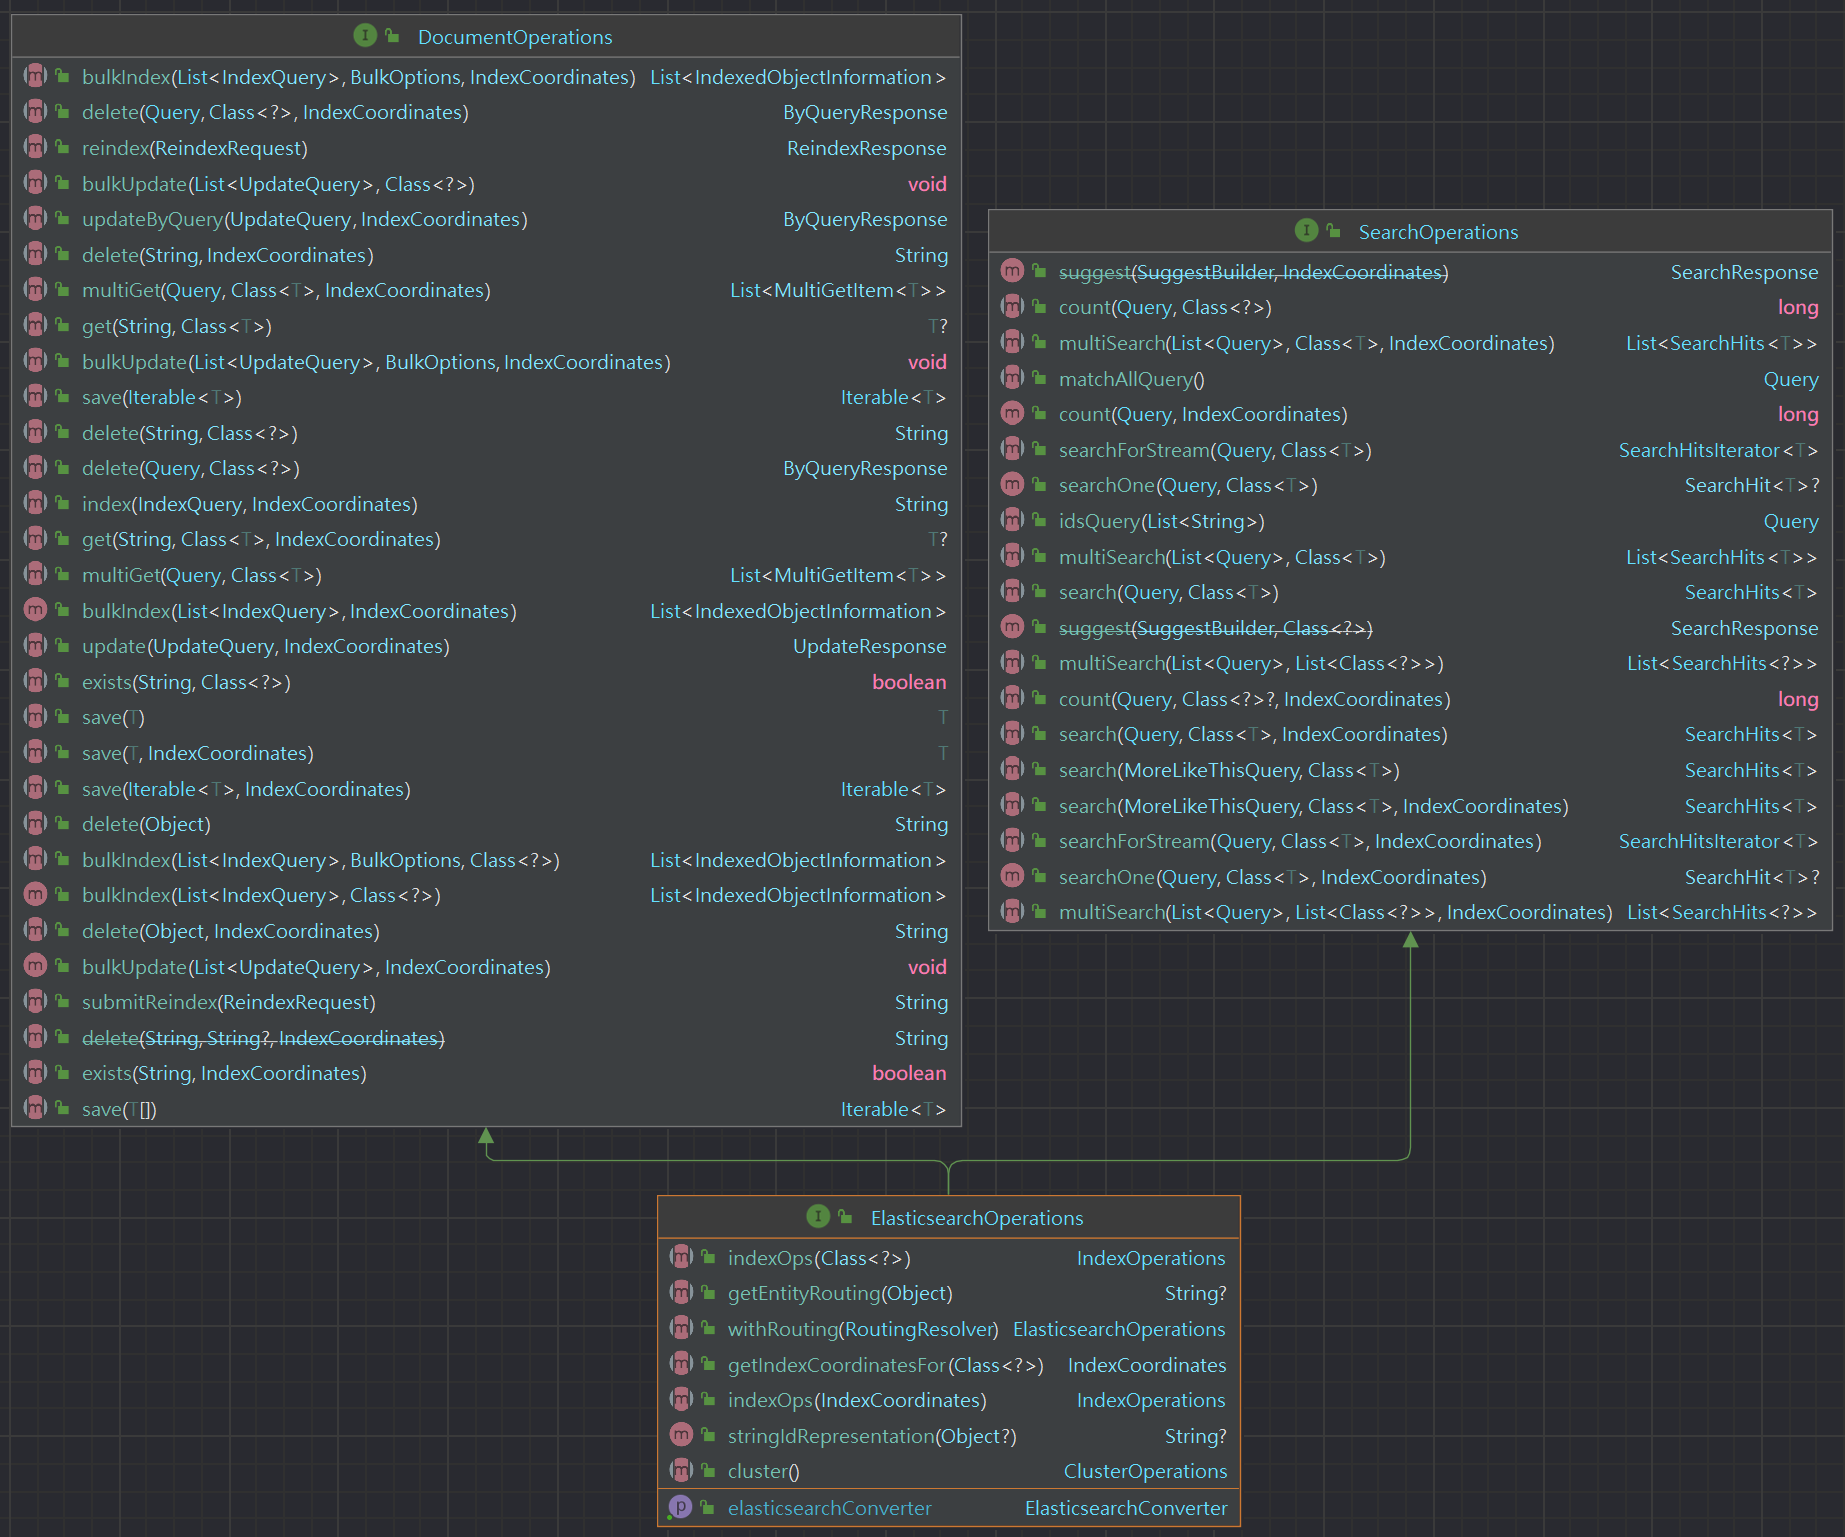 DocumentOperations
bulkIndex(List<IndexQuery>, BulkOptions, IndexCoordinates) List<IndexedObjectInformation>
delete(Query, Class<?>, IndexCoordinates) ByQueryResponse
reindex(ReindexRequest) ReindexResponse
bulkUpdate(List<UpdateQuery>, Class<?>) void
updateByQuery(UpdateQuery, IndexCoordinates) ByQueryResponse
delete(String, IndexCoordinates) String
multiGet(Query, Class<T>, IndexCoordinates) List<MultiGetItem<T>>
get(String, Class<T>) T?
bulkUpdate(List<UpdateQuery>, BulkOptions, IndexCoordinates) void
save(Iterable<T>) Iterable<T>
delete(String, Class<?>) String
delete(Query, Class<?>) ByQueryResponse
index(IndexQuery, IndexCoordinates) String
get(String, Class<T>, IndexCoordinates) T?
multiGet(Query, Class<T>) List<MultiGetItem<T>>
bulkIndex(List<IndexQuery>, IndexCoordinates) List<IndexedObjectInformation>
update(UpdateQuery, IndexCoordinates) UpdateResponse
exists(String, Class<?>) boolean
save(T) T
save(T, IndexCoordinates) T
save(Iterable<T>, IndexCoordinates) Iterable<T>
delete(Object) String
bulkIndex(List<IndexQuery>, BulkOptions, Class<?>) List<IndexedObjectInformation>
bulkIndex(List<IndexQuery>, Class<?>) List<IndexedObjectInformation>
delete(Object, IndexCoordinates) String
bulkUpdate(List<UpdateQuery>, IndexCoordinates) void
submitReindex(ReindexRequest) String
delete(String, String?, IndexCoordinates) String
exists(String, IndexCoordinates) boolean
save(T[]) Iterable<T>
SearchOperations
suggest(SuggestBuilder, IndexCoordinates) SearchResponse
count(Query, Class<?>) long
multiSearch(List<Query>, Class<T>, IndexCoordinates) List<SearchHits<T>>
matchAllQuery() Query
count(Query, IndexCoordinates) long
searchForStream(Query, Class<T>) SearchHitsIterator<T>
searchOne(Query, Class<T>) SearchHit<T>?
idsQuery(List<String>) Query
multiSearch(List<Query>, Class<T>) List<SearchHits<T>>
search(Query, Class<T>) SearchHits<T>
suggest(SuggestBuilder, Class<?>) SearchResponse
multiSearch(List<Query>, List<Class<?>>) List<SearchHits<?>>
count(Query, Class<?>?, IndexCoordinates) long
search(Query, Class<T>, IndexCoordinates) SearchHits<T>
search(MoreLikeThisQuery, Class<T>) SearchHits<T>
search(MoreLikeThisQuery, Class<T>, IndexCoordinates) SearchHits<T>
searchForStream(Query, Class<T>, IndexCoordinates) SearchHitsIterator<T>
searchOne(Query, Class<T>, IndexCoordinates) SearchHit<T>?
multiSearch(List<Query>, List<Class<?>>, IndexCoordinates) List<SearchHits<?>>
ElasticsearchOperations
indexOps(Class<?>) IndexOperations
getEntityRouting(Object) String?
withRouting(RoutingResolver) ElasticsearchOperations
getIndexCoordinatesFor(Class<?>) IndexCoordinates
indexOps(IndexCoordinates) IndexOperations
stringIdRepresentation(Object?) String?
cluster() ClusterOperations
elasticsearchConverter ElasticsearchConverter